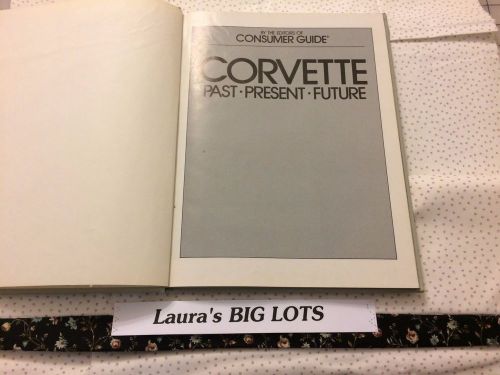 BY THE EDITORS OF
CONSUMER GUIDE®
CORVETTE
PAST·PRESENT·FUTURE
Laura's BIG LOTS